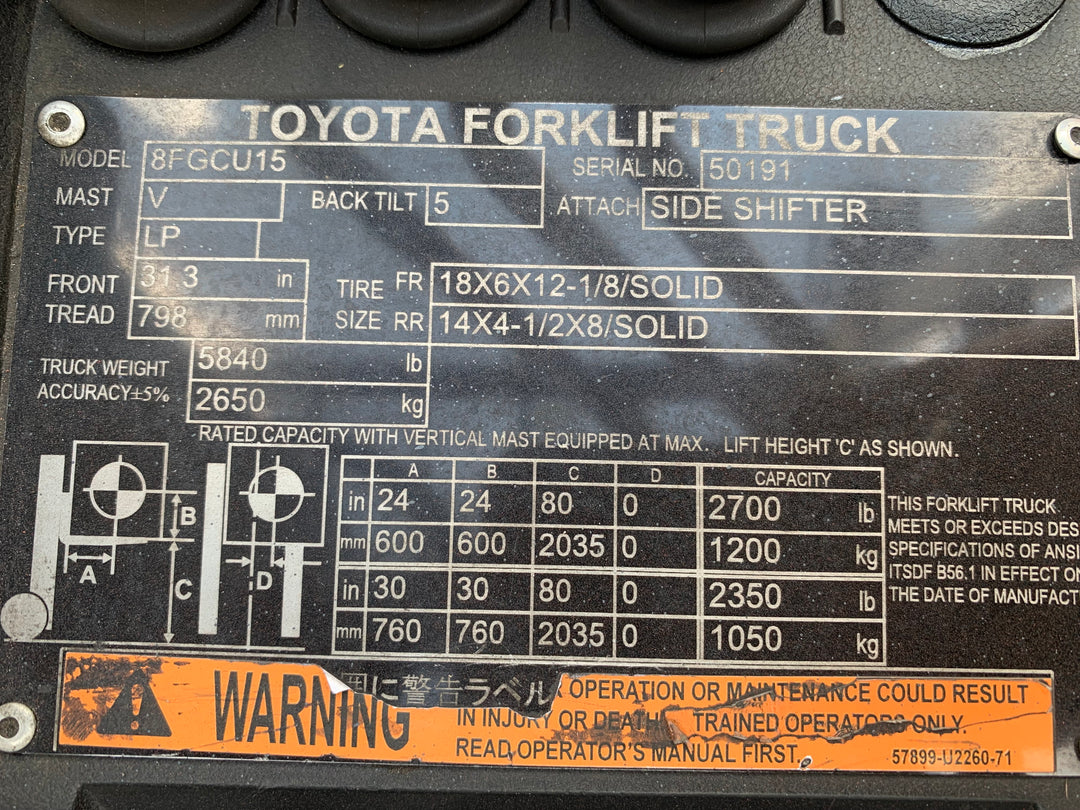 TOYOTA FORKLIFT TRUCK
MODEL 8FGCU15 SERIAL NO. 50191
MAST V BACK TILT 5 ATTACH SIDE SHIFTER
TYPE LP
FRONT TREAD 31.3 in
798 mm
TIRE SIZE FR 18X6X12-1/8/SOLID
RR 14X4-1/2X8/SOLID
TRUCK WEIGHT 5840 lb
ACCURACY±5% 2650 kg
RATED CAPACITY WITH VERTICAL MAST EQUIPPED AT MAX. LIFT HEIGHT 'C' AS SHOWN.
A B C D CAPACITY
in 24 24 80 0 2700 lb
mm 600 600 2035 0 1200 kg
in 30 30 80 0 2350 lb
mm 760 760 2035 0 1050 kg
B
A
C
D
THIS FORKLIFT TRUCK
MEETS OR EXCEEDS DES
SPECIFICATIONS OF ANSI
ITSDF B56.1 IN EFFECT ON
THE DATE OF MANUFACT
WARNING
に警告ラベル
OPERATION OR MAINTENANCE COULD RESULT
IN INJURY OR DEATH. TRAINED OPERATORS ONLY.
READ OPERATOR'S MANUAL FIRST.
57899-U2260-71